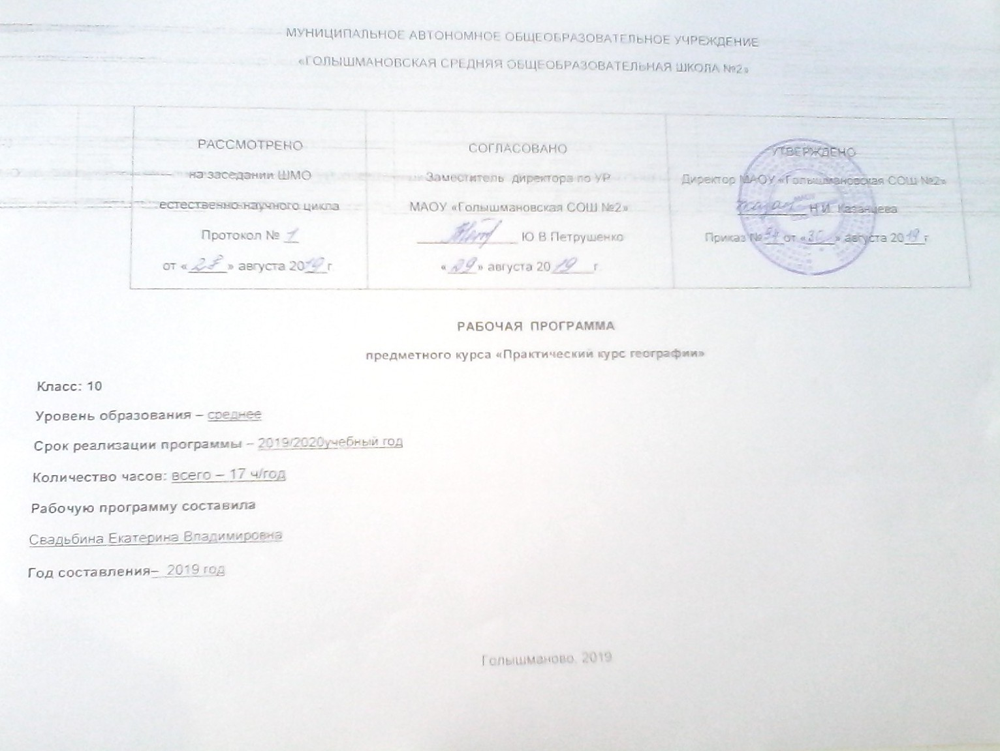 МУНИЦИПАЛЬНОЕ АВТОНОМНОЕ ОБЩЕОБРАЗОВАТЕЛЬНОЕ УЧРЕЖДЕНИЕ
«ГОЛЫШМАНОВСКАЯ СРЕДНЯЯ ОБЩЕОБРАЗОВАТЕЛЬНАЯ ШКОЛА №2»
РАССМОТРЕНО
на заседании ШМО
естественно-научного цикла
Протокол № 1
от « » августа 2019 г
СОГЛАСОВАНО
Заместитель директора по УР
МАОУ «Голышмановская СОШ №2»
Ю В Петрушенко
«29» августа 2019 г
УТВЕРЖДЕНО
Директор МАОУ «Голышмановская СОШ №2»
Н.И. Казанцева
Приказ № от «30» августа 2019 г.
РАБОЧАЯ ПРОГРАММА
предметного курса «Практический курс географии»
Класс: 10
Уровень образования – среднее
Срок реализации программы – 2019/2020учебный год
Количество часов: всего – 17 ч/год
Рабочую программу составила
Свадьбина Екатерина Владимировна
Год составления– 2019 год
Голышманово, 2019